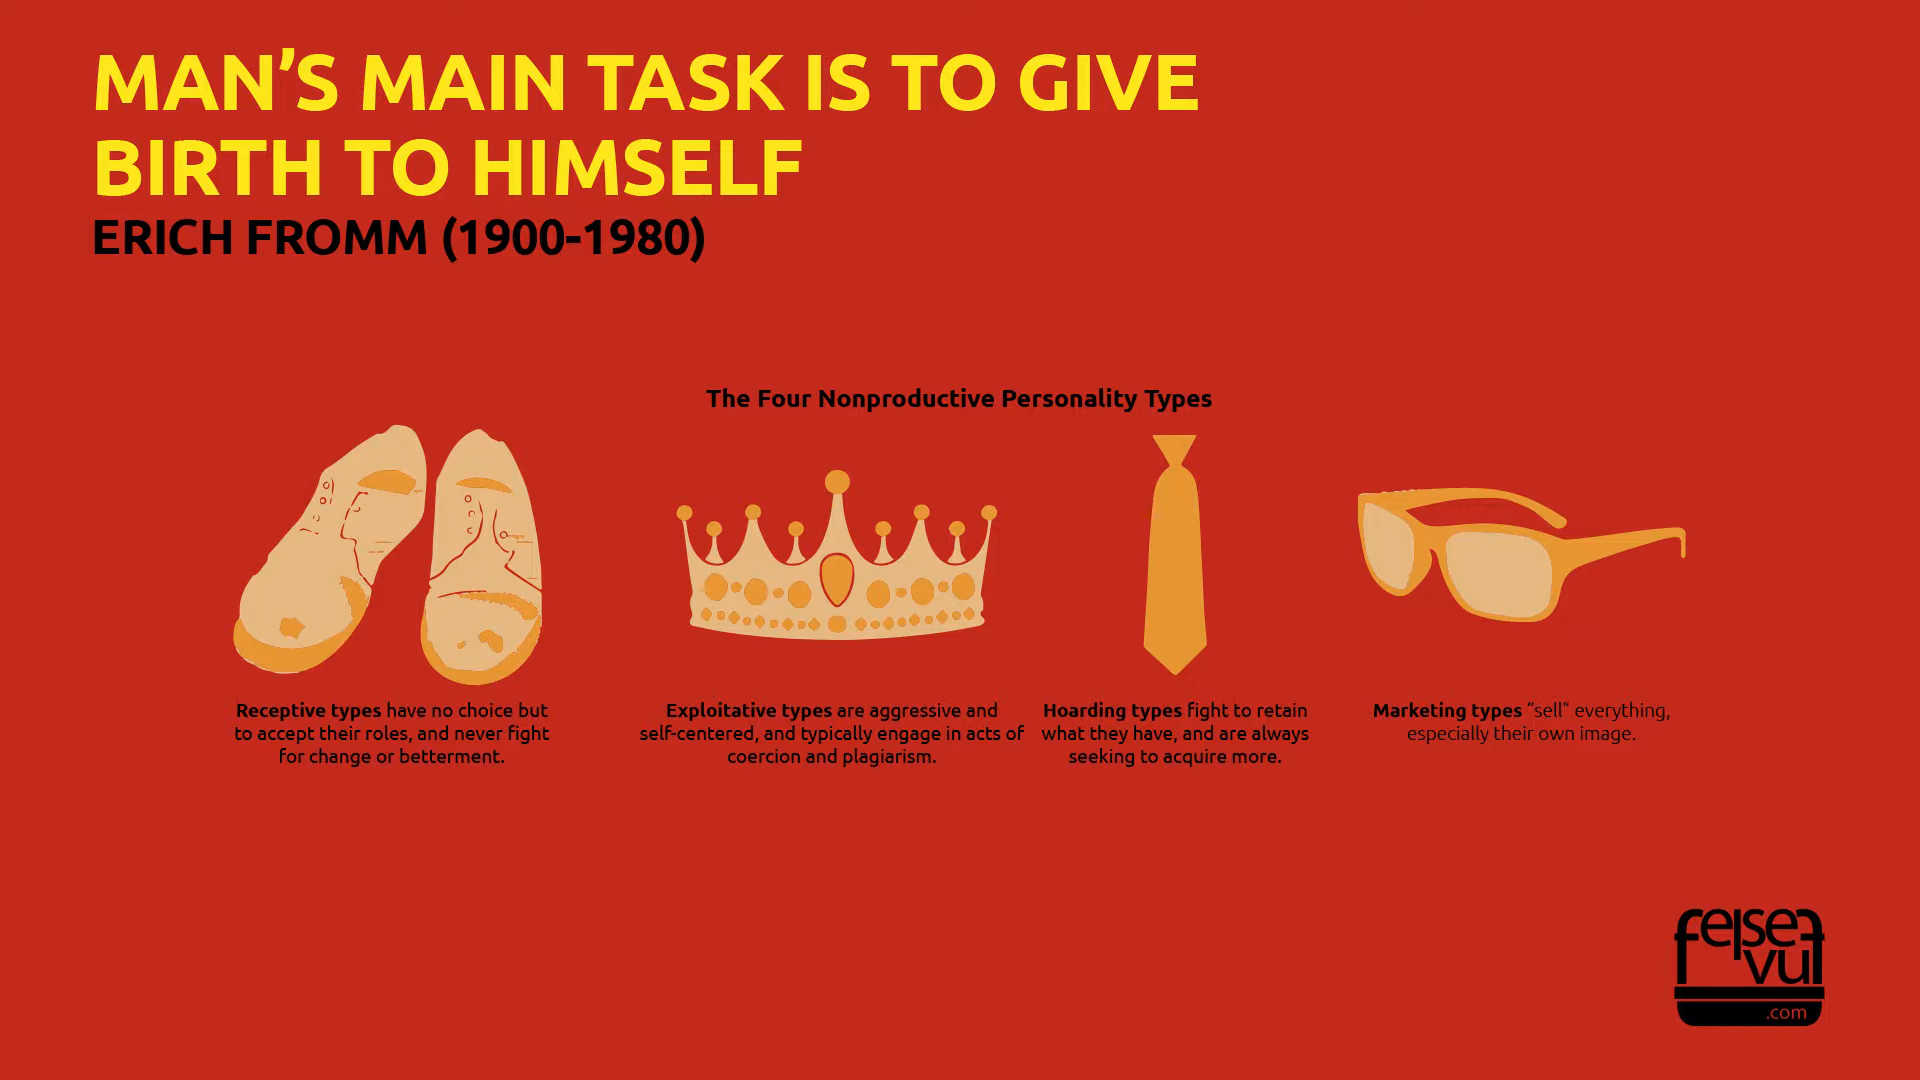 MAN'S MAIN TASK IS TO GIVE
BIRTH TO HIMSELF
ERICH FROMM (1900-1980)
The Four Nonproductive Personality Types
Receptive types have no choice but
to accept their roles, and never fight
for change or betterment.
Exploitative types are aggressive and
self-centered, and typically engage in acts of
coercion and plagiarism.
Hoarding types fight to retain
what they have, and are always
seeking to acquire more.
Marketing types “sell” everything,
especially their own image.
felsef
vuf
.com